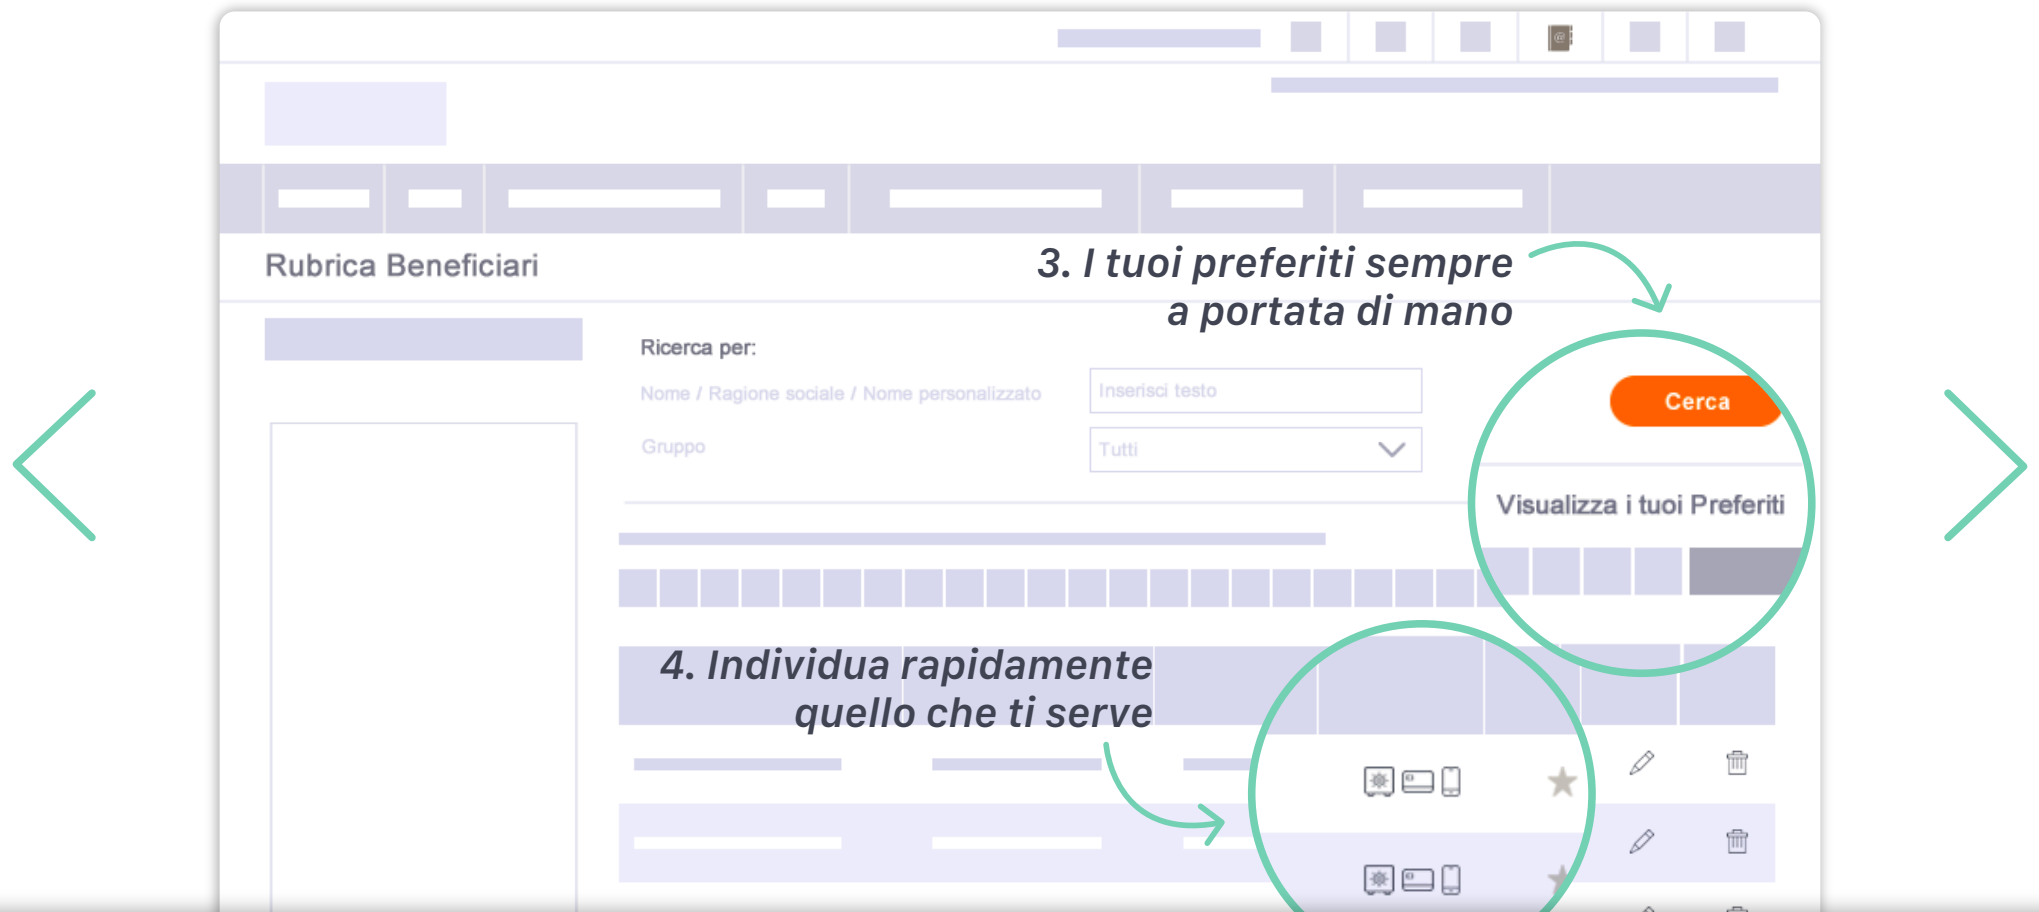 Rubrica Beneficiari
3. I tuoi preferiti sempre
a portata di mano
Ricerca per:
Nome / Ragione sociale / Nome personalizzato
Inserisci testo
Cerca
Gruppo
Tutti
Visualizza i tuoi Preferiti
4. Individua rapidamente
quello che ti serve